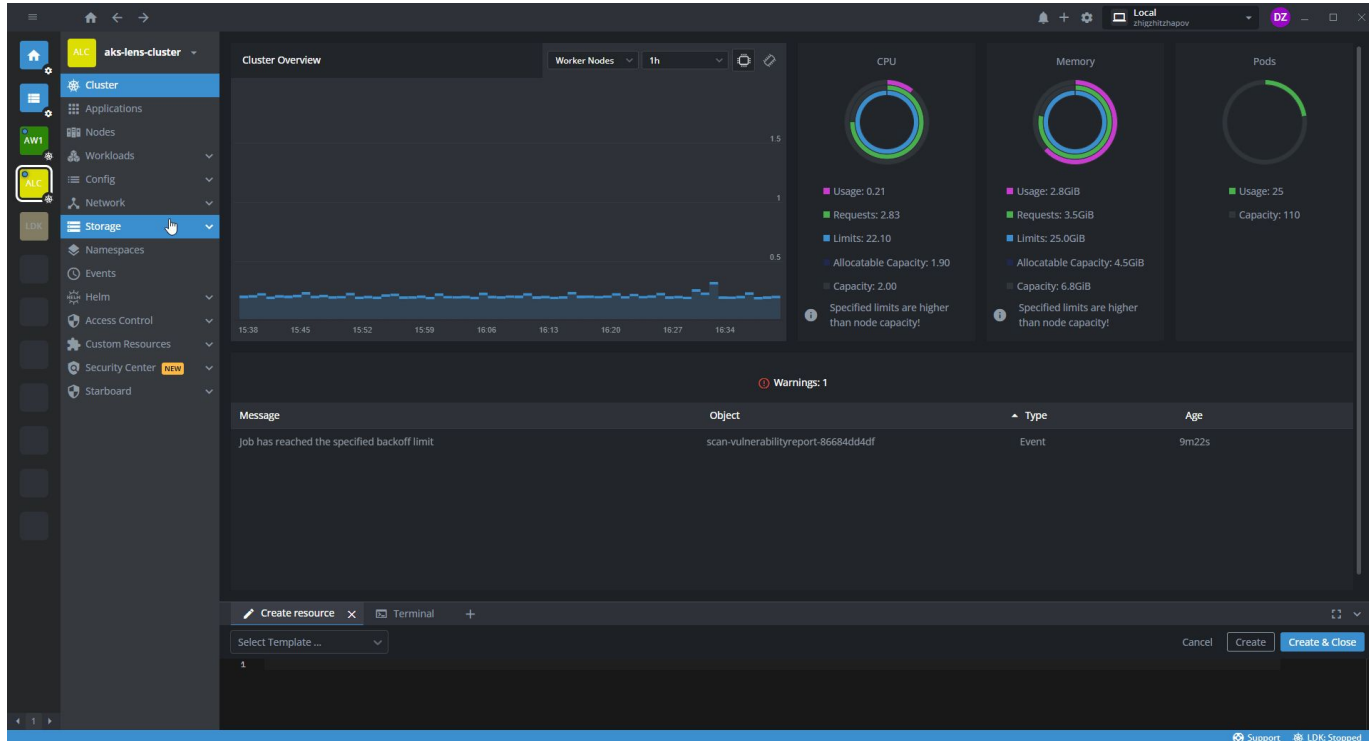 Local
zhigzhitzhapov
DZ
ALC
aks-lens-cluster
AW1
ALC
LDK
Cluster
Applications
Nodes
Workloads
Config
Network
Storage
Namespaces
Events
HELM
Helm
Access Control
Custom Resources
Security Center NEW
Starboard
1
Cluster Overview
Worker Nodes
1h
1.5
1
0.5
15:38 15:45 15:52 15:59 16:06 16:13 16:20 16:27 16:34
CPU
Usage: 0.21
Requests: 2.83
Limits: 22.10
Allocatable Capacity: 1.90
Capacity: 2.00
Specified limits are higher
than node capacity!
Memory
Usage: 2.8GiB
Requests: 3.5GiB
Limits: 25.0GiB
Allocatable Capacity: 4.5GiB
Capacity: 6.8GiB
Specified limits are higher
than node capacity!
Pods
Usage: 25
Capacity: 110
Warnings: 1
Message Object Type Age
Job has reached the specified backoff limit scan-vulnerabilityreport-86684dd4df Event 9m22s
Create resource Terminal
Select Template ... Cancel Create Create & Close
1
Support LDK: Stopped